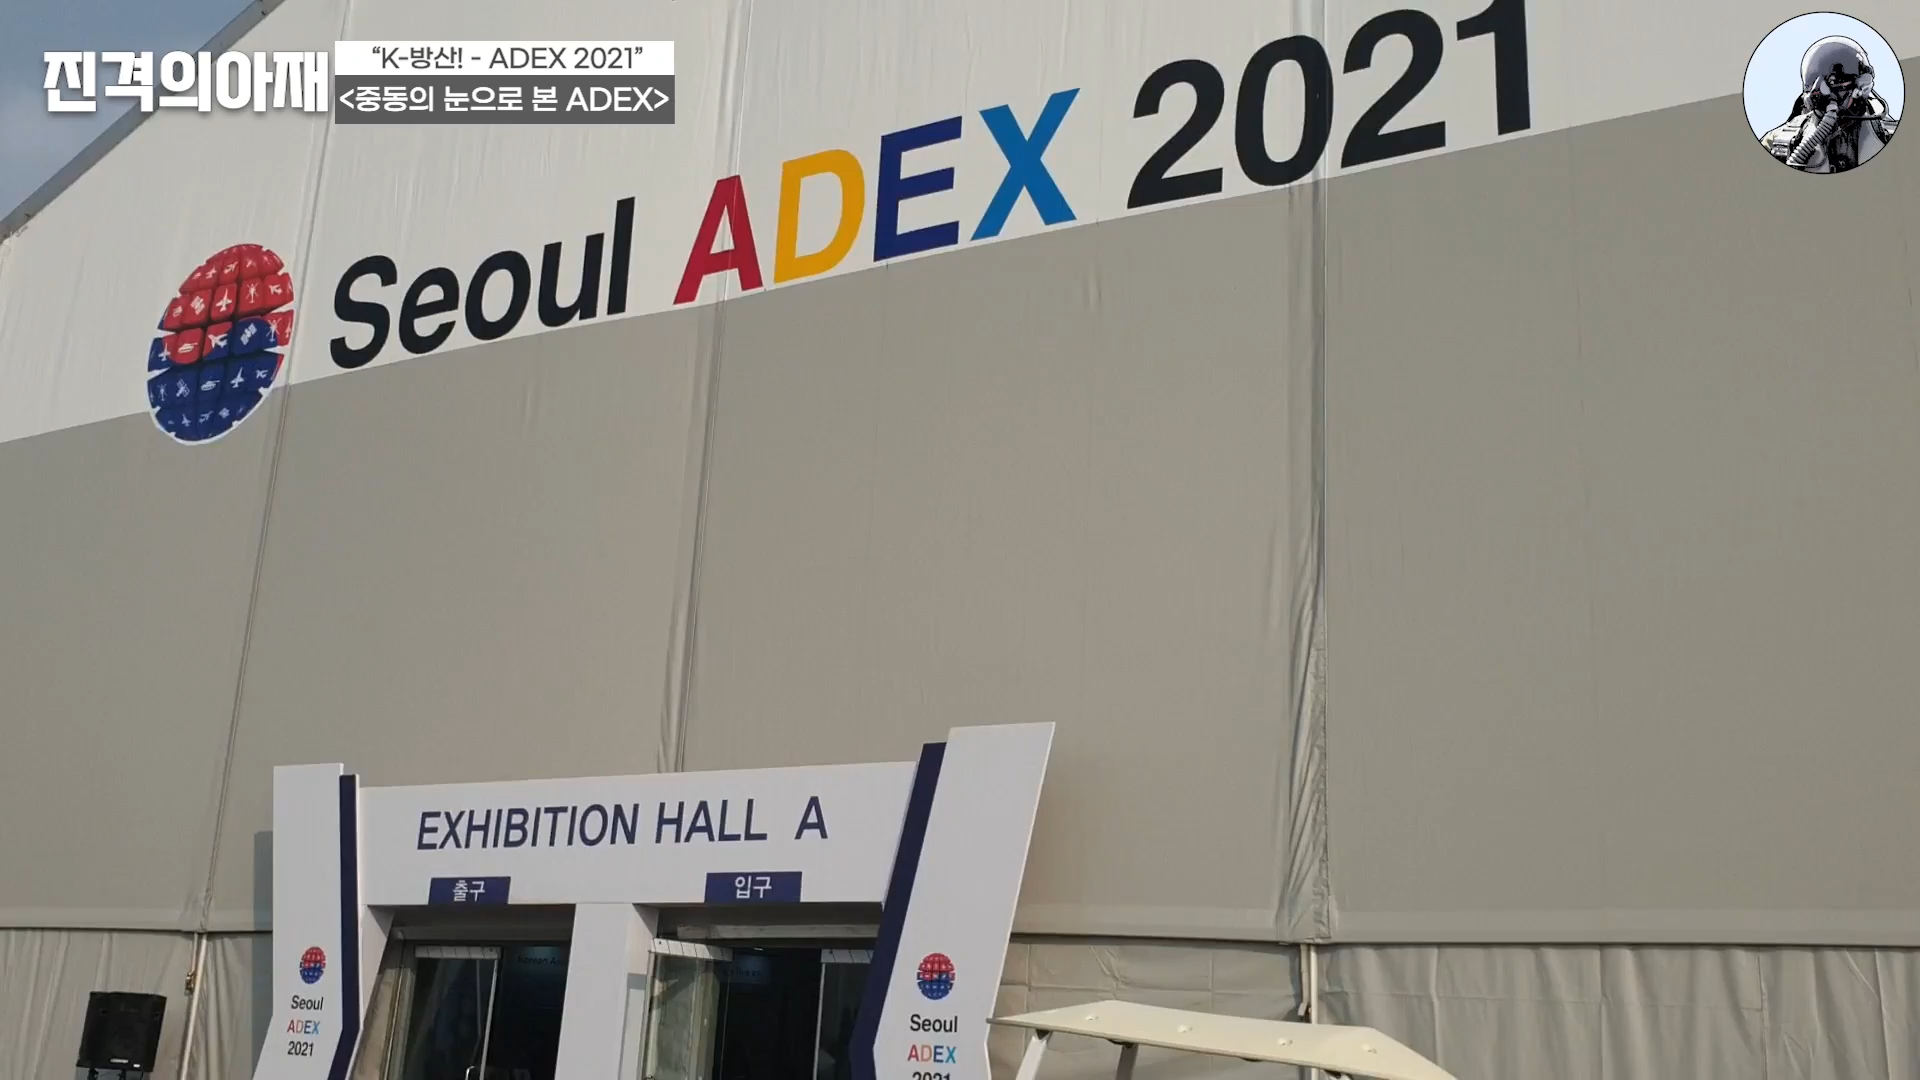 진격의아재
“K-방산! - ADEX 2021”
<중동의 눈으로 본 ADEX>
Seoul ADEX 2021
EXHIBITION HALL A
출구
입구
Seoul
ADEX
2021
Seoul
ADEX
2021